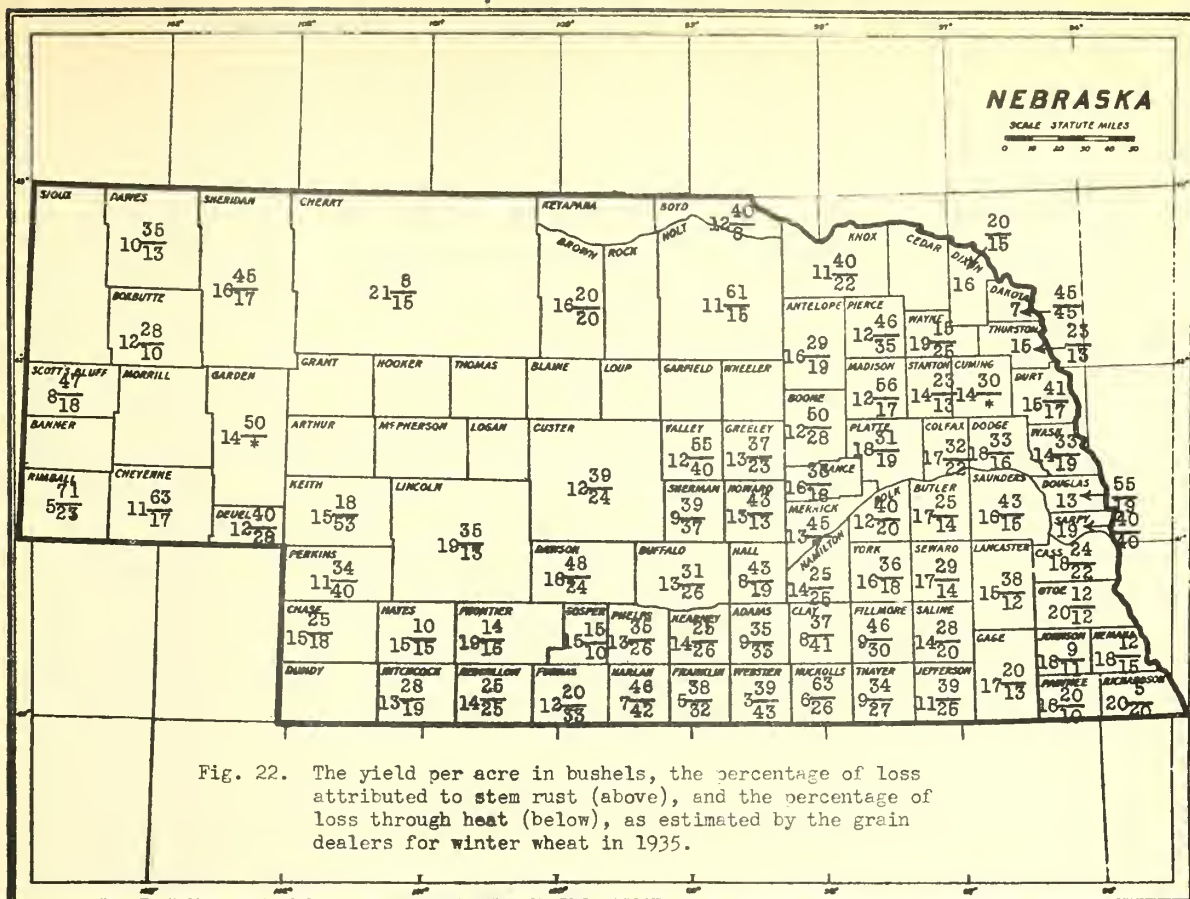 NEBRASKA
SCALE STATUTE MILES
0 10 20 30 40 50
SIOUX
DAWES
10 35/13
SHERIDAN
16 45/17
CHERRY
21 8/15
KEYAPAHA
BOYD
12 40/8
BROWN
16 20/20
ROCK
HOLT
11 61/15
KNOX
11 40/22
CEDAR
DIXON
16 20/15
DAKOTA
7 45/45
BOXBUTTE
12 28/10
ANTELOPE
16 29/19
PIERCE
12 46/35
WAYNE
19 15/25
THURSTON
15 23/13
SCOTT'S BLUFF
8 47/18
MORRILL
GARDEN
14 50/*
GRANT
HOOKER
THOMAS
BLAINE
LOUP
GARFIELD
WHEELER
BOONE
12 50/28
MADISON
12 56/17
STANTON
14 23/13
CUMING
14 30/*
BURT
15 41/17
BANNER
ARTHUR
McPHERSON
LOGAN
CUSTER
12 39/24
VALLEY
12 55/40
GREELEY
13 37/23
PLATTE
18 31/19
COLFAX
17 32/22
DODGE
18 33/16
WASH.
14 33/19
KIMBALL
5 71/23
CHEYENNE
11 63/17
DEUEL
12 40/28
KEITH
15 18/53
LINCOLN
19 35/13
SHERMAN
9 39/37
HOWARD
13 43/13
NANCE
MERRICK
POLK
12 40/20
BUTLER
17 25/14
SAUNDERS
16 43/15
DOUGLAS
13 55/19
SARPY
19 40/40
PERKINS
11 34/40
DAWSON
18 48/24
BUFFALO
13 31/26
HALL
8 43/19
HAMILTON
14 25/25
YORK
16 36/18
SEWARD
17 29/14
LANCASTER
15 38/12
CASS
18 24/22
OTOE
20 12/12
CHASE
15 25/18
HAYES
15 10/15
FRONTIER
19 14/16
GOSPER
15 15/10
PHELPS
13 35/26
KEARNEY
14 25/26
ADAMS
9 35/33
CLAY
8 37/41
FILLMORE
9 46/30
SALINE
14 28/20
GAGE
17 20/13
JOHNSON
18 9/11
NEMAHA
18 12/15
DUNDY
HITCHCOCK
13 28/19
REDWILLOW
14 25/25
FURNAS
12 20/33
HARLAN
7 46/42
FRANKLIN
5 38/32
WEBSTER
3 39/43
NUCKOLLS
6 63/26
THAYER
9 34/27
JEFFERSON
11 39/25
PAWNEE
18 20/10
RICHARDSON
20 5/20
Fig. 22. The yield per acre in bushels, the percentage of loss
attributed to stem rust (above), and the percentage of
loss through heat (below), as estimated by the grain
dealers for winter wheat in 1935.